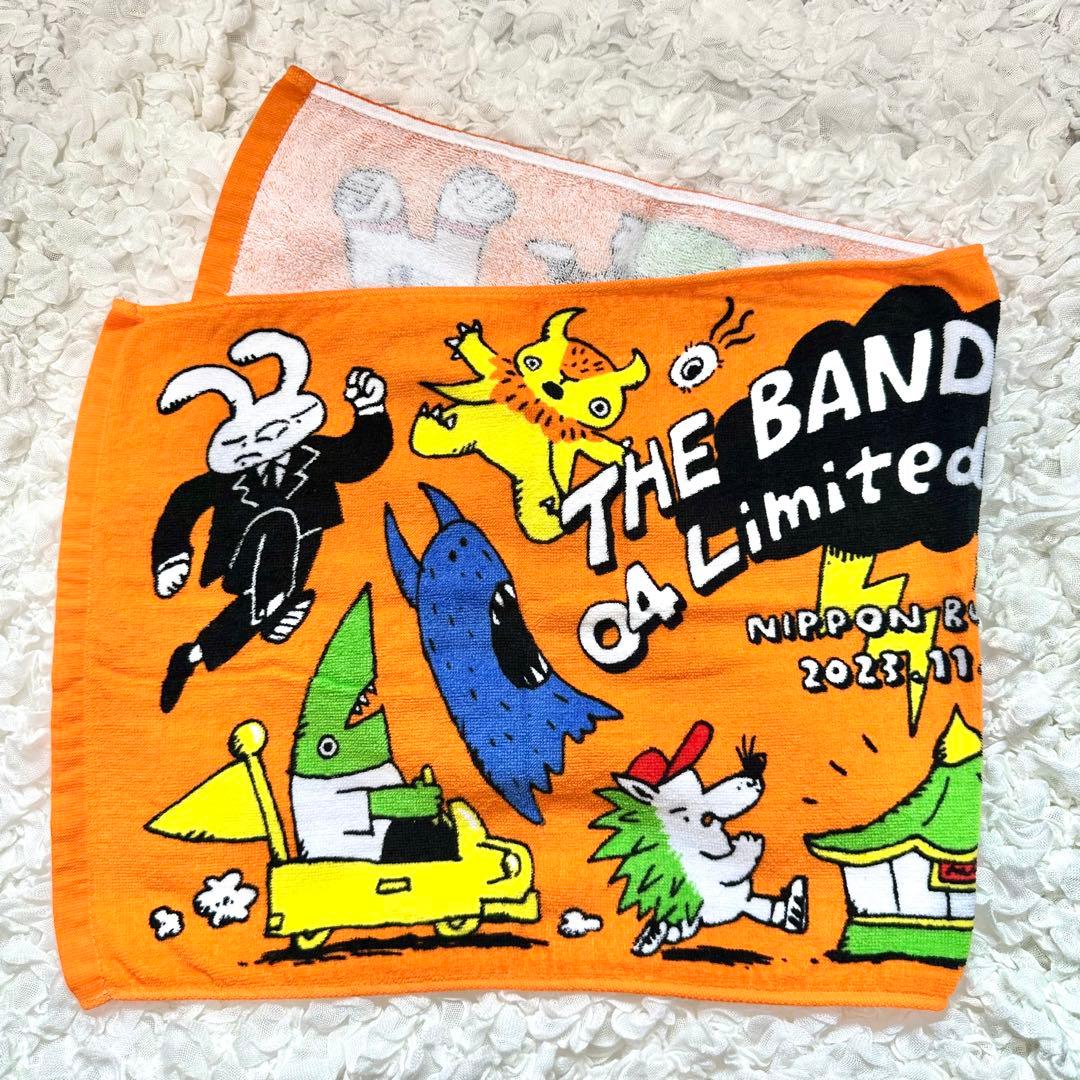 THE BAND
04 Limited
NIPPON
2023.11.